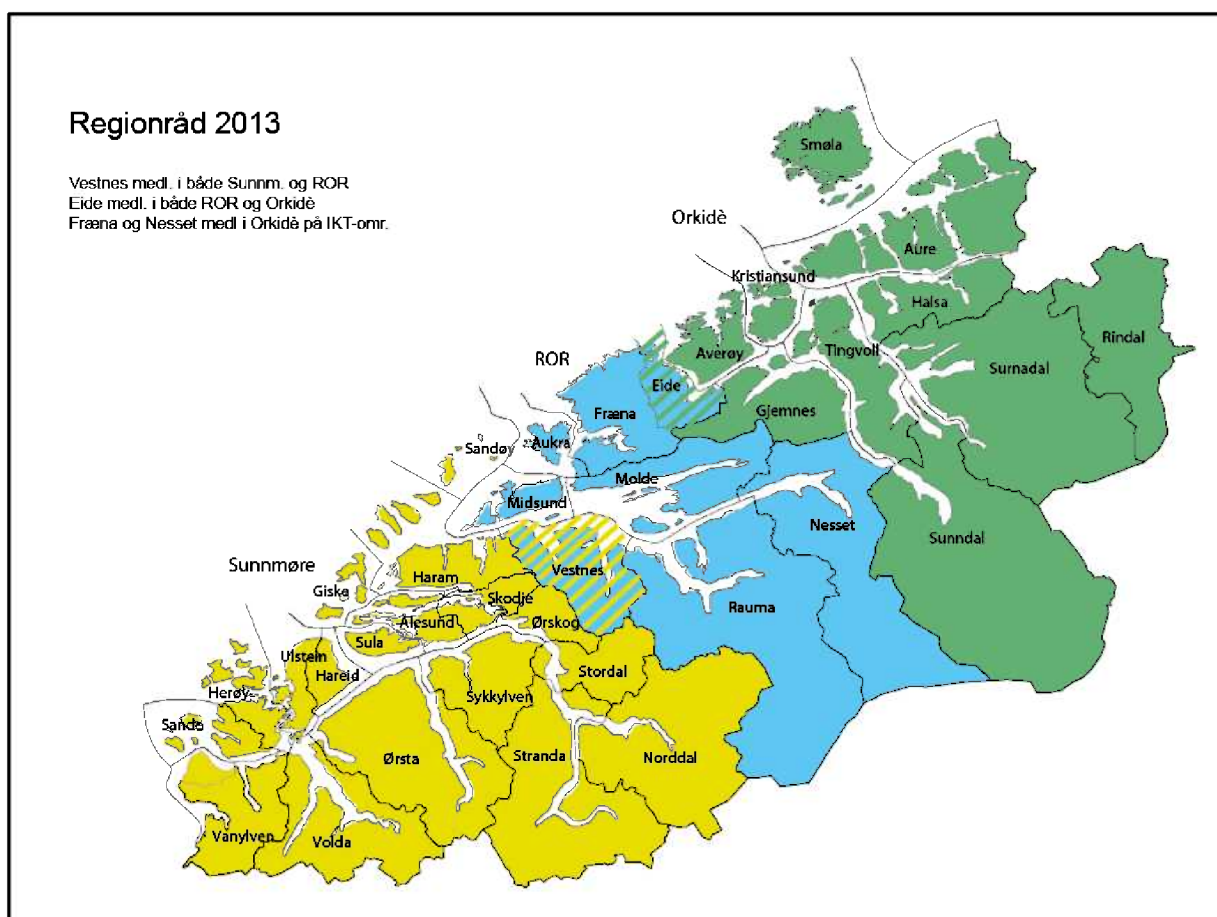 Regionråd 2013
Vestnes medl. i både Sunnm. og ROR
Eide medl. i både ROR og Orkidè
Fræna og Nesset medl i Orkidè på IKT-omr.
Smøla
Orkidè
Aure
Kristiansund
Halsa
Rindal
Averøy
Tingvoll
Surnadal
ROR
Eide
Gjemnes
Fræna
Sandøy
Aukra
Molde
Midsund
Nesset
Sunndal
Sunnmøre
Vestnes
Haram
Giske
Skodje
Rauma
Ålesund
Ørskog
Sula
Ulstein
Hareid
Stordal
Herøy
Sykkylven
Sande
Ørsta
Stranda
Norddal
Vanylven
Volda